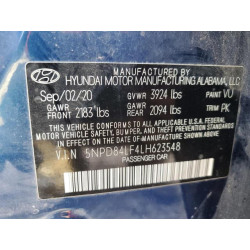 HYUNDAI MOTOR MANUFACTURING ALABAMA, LLC
Sep/02/20 GVWR 3924 lbs PAINT VU
GAWR FRONT 2183 lbs GAWR REAR 2094 lbs TRIM PK
THIS VEHICLE CONFORMS TO ALL APPLICABLE FEDERAL
MOTOR VEHICLE SAFETY, BUMPER, AND THEFT PREVENTION
STANDARDS IN EFFECT ON THE DATE OF MANUFACTURE SHOWN ABOVE.
V.I.N 5NPD84LF4LH623548
PASSENGER CAR